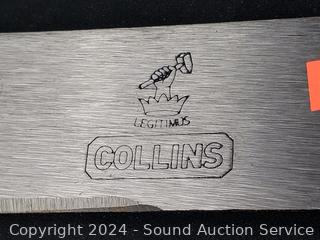 LEGITIMUS
COLLINS
Copyright 2024 - Sound Auction Service